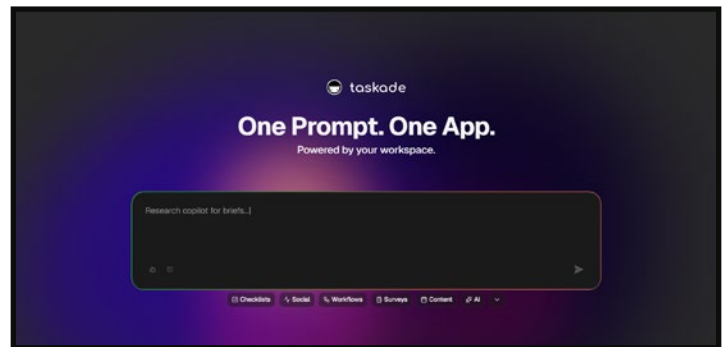 taskade
One Prompt. One App.
Powered by your workspace.
Research copilot for briefs...|
Checklists Social Workflows Surveys Content AI